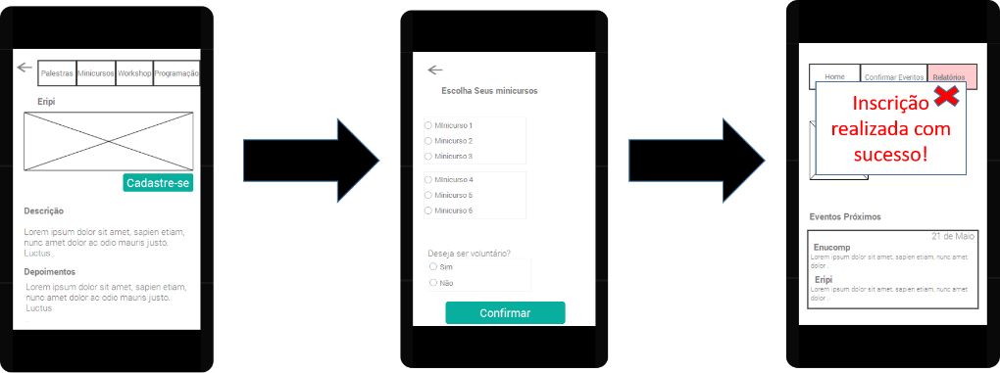 Palestras Minicursos Workshop Programação
Eripi
Cadastre-se
Descrição
Lorem ipsum dolor sit amet, sapien etiam,
nunc amet dolor ac odio mauris justo.
Luctus .
Depoimentos
Lorem ipsum dolor sit amet, sapien etiam,
nunc amet dolor ac odio mauris justo.
Luctus
Escolha Seus minicursos
MInicurso 1
Minicurso 2
Minicurso 3
MInicurso 4
Minicurso 5
Minicurso 6
Deseja ser voluntário?
Sim
Não
Confirmar
Home Confirmar Eventos Relatórios
Inscrição
realizada com
sucesso!
Eventos Próximos
21 de Maio
Enucomp
Lorem ipsum dolor sit amet, sapien etiam, nunc amet
dolor .
Eripi
Lorem ipsum dolor sit amet, sapien etiam, nunc amet
dolor .